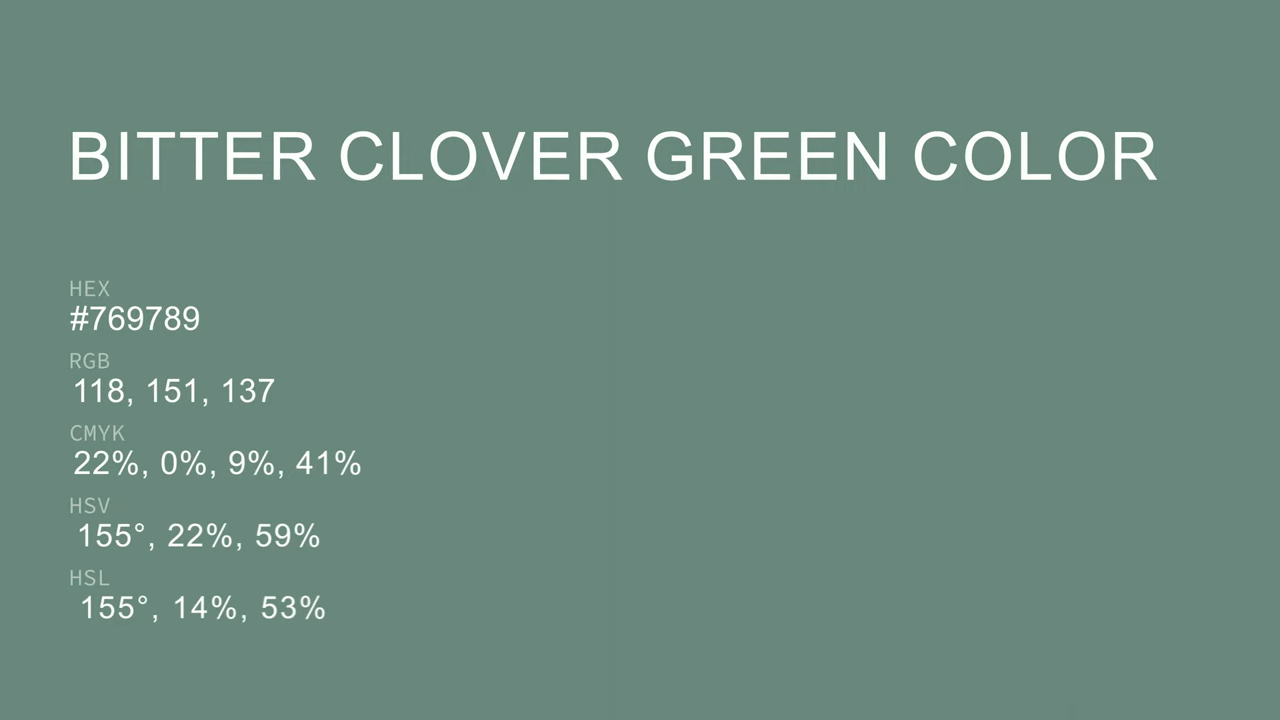 BITTER CLOVER GREEN COLOR
HEX
#769789
RGB
118, 151, 137
CMYK
22%, 0%, 9%, 41%
HSV
155°, 22%, 59%
HSL
155°, 14%, 53%